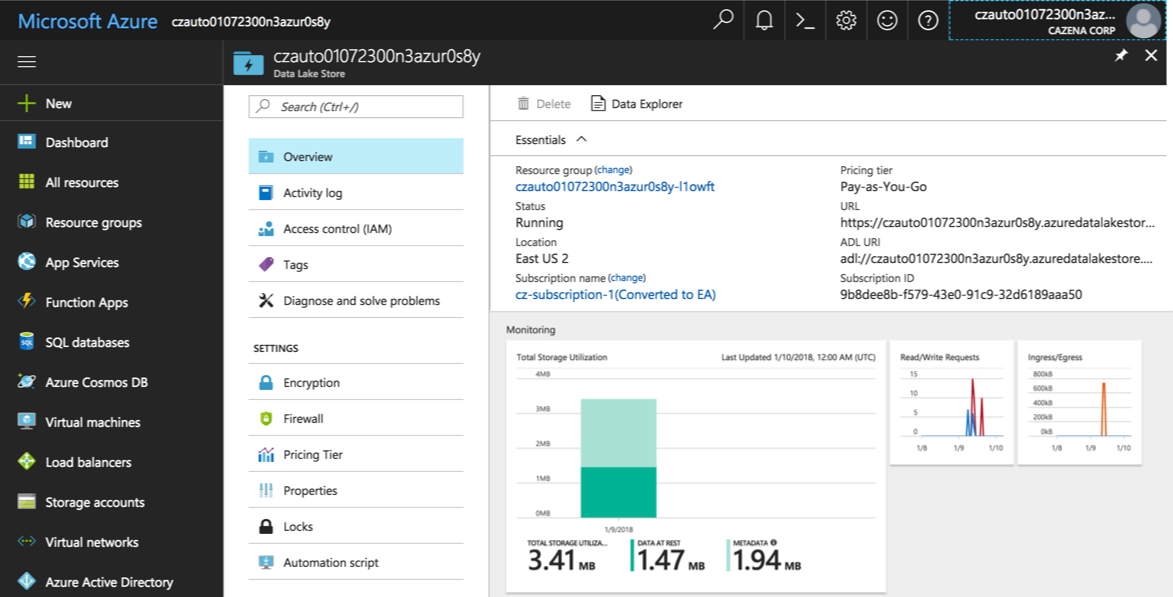 Microsoft Azure czauto01072300n3azur0s8y
czauto01072300n3az...
CAZENA CORP
czauto01072300n3azur0s8y
Data Lake Store
New
Dashboard
All resources
Resource groups
App Services
Function Apps
SQL databases
Azure Cosmos DB
Virtual machines
Load balancers
Storage accounts
Virtual networks
Azure Active Directory
Search (Ctrl+/)
Overview
Activity log
Access control (IAM)
Tags
Diagnose and solve problems
SETTINGS
Encryption
Firewall
Pricing Tier
Properties
Locks
Automation script
Delete Data Explorer
Essentials
Resource group (change)
czauto01072300n3azur0s8y-l1owft
Status
Running
Location
East US 2
Subscription name (change)
cz-subscription-1(Converted to EA)
Pricing tier
Pay-as-You-Go
URL
https://czauto01072300n3azur0s8y.azuredatalakestor...
ADL URI
adl://czauto01072300n3azur0s8y.azuredatalakestore....
Subscription ID
9b8dee8b-f579-43e0-91c9-32d6189aaa50
Monitoring
Total Storage Utilization Last Updated 1/10/2018, 12:00 AM (UTC)
4MB
3MB
2MB
1MB
0MB
1/9/2018
TOTAL STORAGE UTILIZA...
3.41 MB
DATA AT REST
1.47 MB
METADATA
1.94 MB
Read/Write Requests
15
10
5
0
1/8 1/9 1/10
Ingress/Egress
800kB
600kB
400kB
200kB
0kB
1/8 1/9 1/10